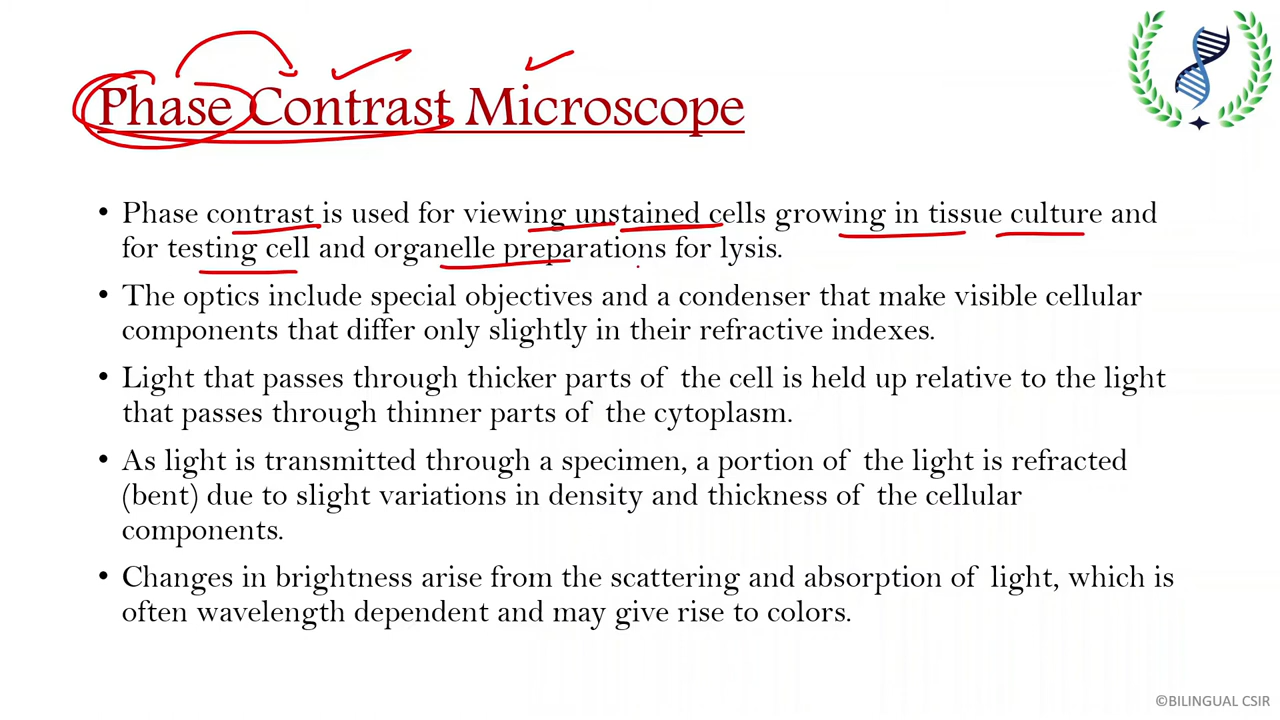 Phase Contrast Microscope
• Phase contrast is used for viewing unstained cells growing in tissue culture and
for testing cell and organelle preparations for lysis.
• The optics include special objectives and a condenser that make visible cellular
components that differ only slightly in their refractive indexes.
• Light that passes through thicker parts of the cell is held up relative to the light
that passes through thinner parts of the cytoplasm.
• As light is transmitted through a specimen, a portion of the light is refracted
(bent) due to slight variations in density and thickness of the cellular
components.
• Changes in brightness arise from the scattering and absorption of light, which is
often wavelength dependent and may give rise to colors.
©BILINGUAL CSIR